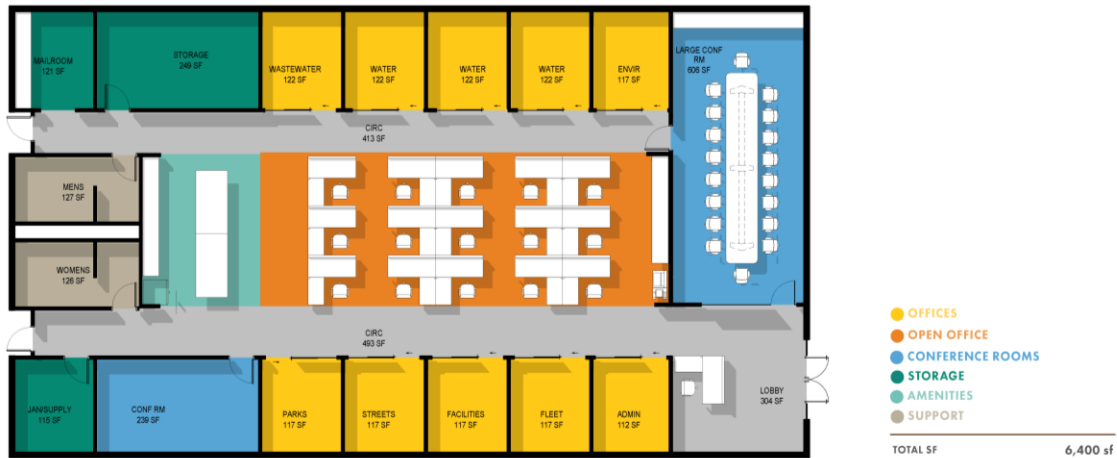 MAILROOM
121 SF
STORAGE
249 SF
WASTEWATER
122 SF
WATER
122 SF
WATER
122 SF
WATER
122 SF
ENVIR
117 SF
LARGE CONF
RM
606 SF
CIRC
413 SF
MENS
127 SF
WOMENS
126 SF
CIRC
493 SF
JAN/SUPPLY
115 SF
CONF RM
239 SF
PARKS
117 SF
STREETS
117 SF
FACILITIES
117 SF
FLEET
117 SF
ADMIN
112 SF
LOBBY
304 SF
OFFICES
OPEN OFFICE
CONFERENCE ROOMS
STORAGE
AMENITIES
SUPPORT
TOTAL SF 6,400 sf